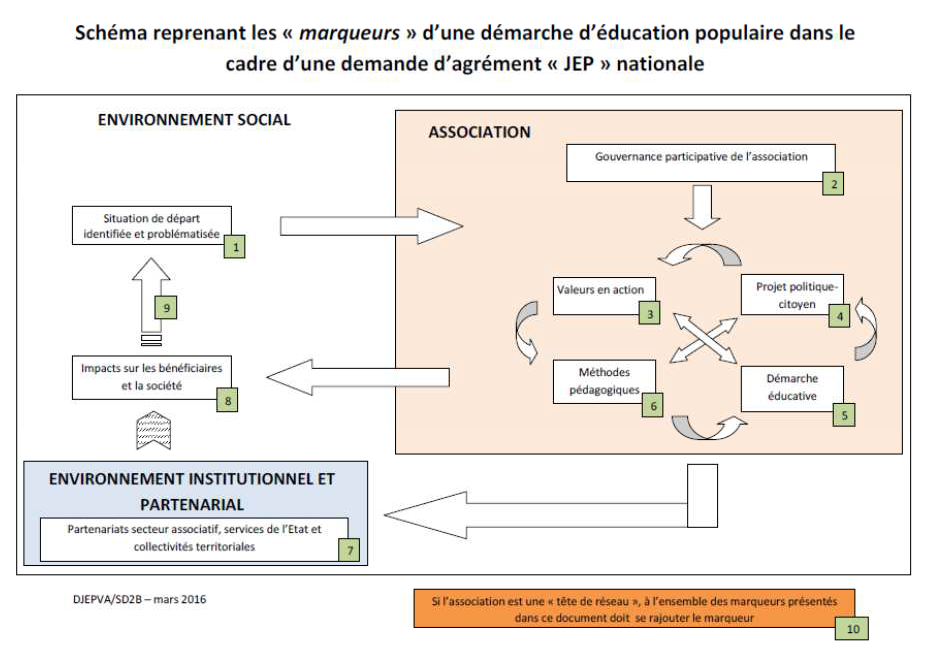 Schéma reprenant les « marqueurs » d’une démarche d’éducation populaire dans le
cadre d’une demande d’agrément « JEP » nationale
ENVIRONNEMENT SOCIAL
ASSOCIATION
Gouvernance participative de l’association
2
Situation de départ
identifiée et problématisée
1
Valeurs en action
3
Projet politique-
citoyen
4
9
Impacts sur les bénéficiaires
et la société
8
Méthodes
pédagogiques
6
Démarche
éducative
5
ENVIRONNEMENT INSTITUTIONNEL ET
PARTENARIAL
Partenariats secteur associatif, services de l’Etat et
collectivités territoriales
7
DJEPVA/SD2B – mars 2016
Si l’association est une « tête de réseau », à l’ensemble des marqueurs présentés
dans ce document doit se rajouter le marqueur
10